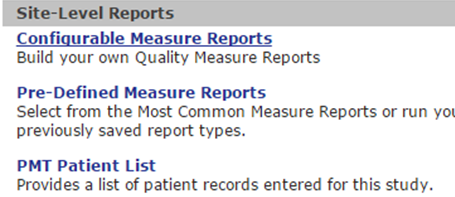 Site-Level Reports
Configurable Measure Reports
Build your own Quality Measure Reports
Pre-Defined Measure Reports
Select from the Most Common Measure Reports or run
previously saved report types.
PMT Patient List
Provides a list of patient records entered for this study.